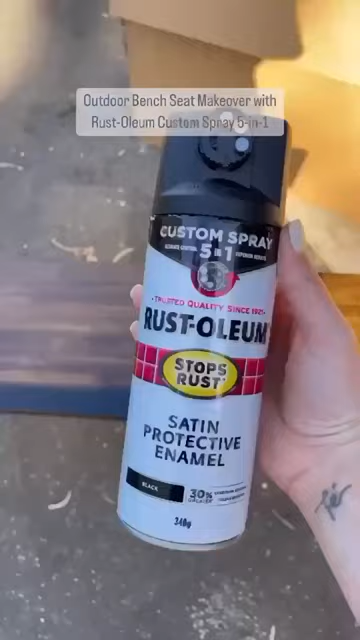 Outdoor Bench Seat Makeover with
Rust-Oleum Custom Spray 5-in-1
CUSTOM SPRAY
5 IN 1
TRUSTED QUALITY SINCE 1921
RUST-OLEUM
STOPS
RUST
SATIN
PROTECTIVE
ENAMEL
BLACK
30%
340g